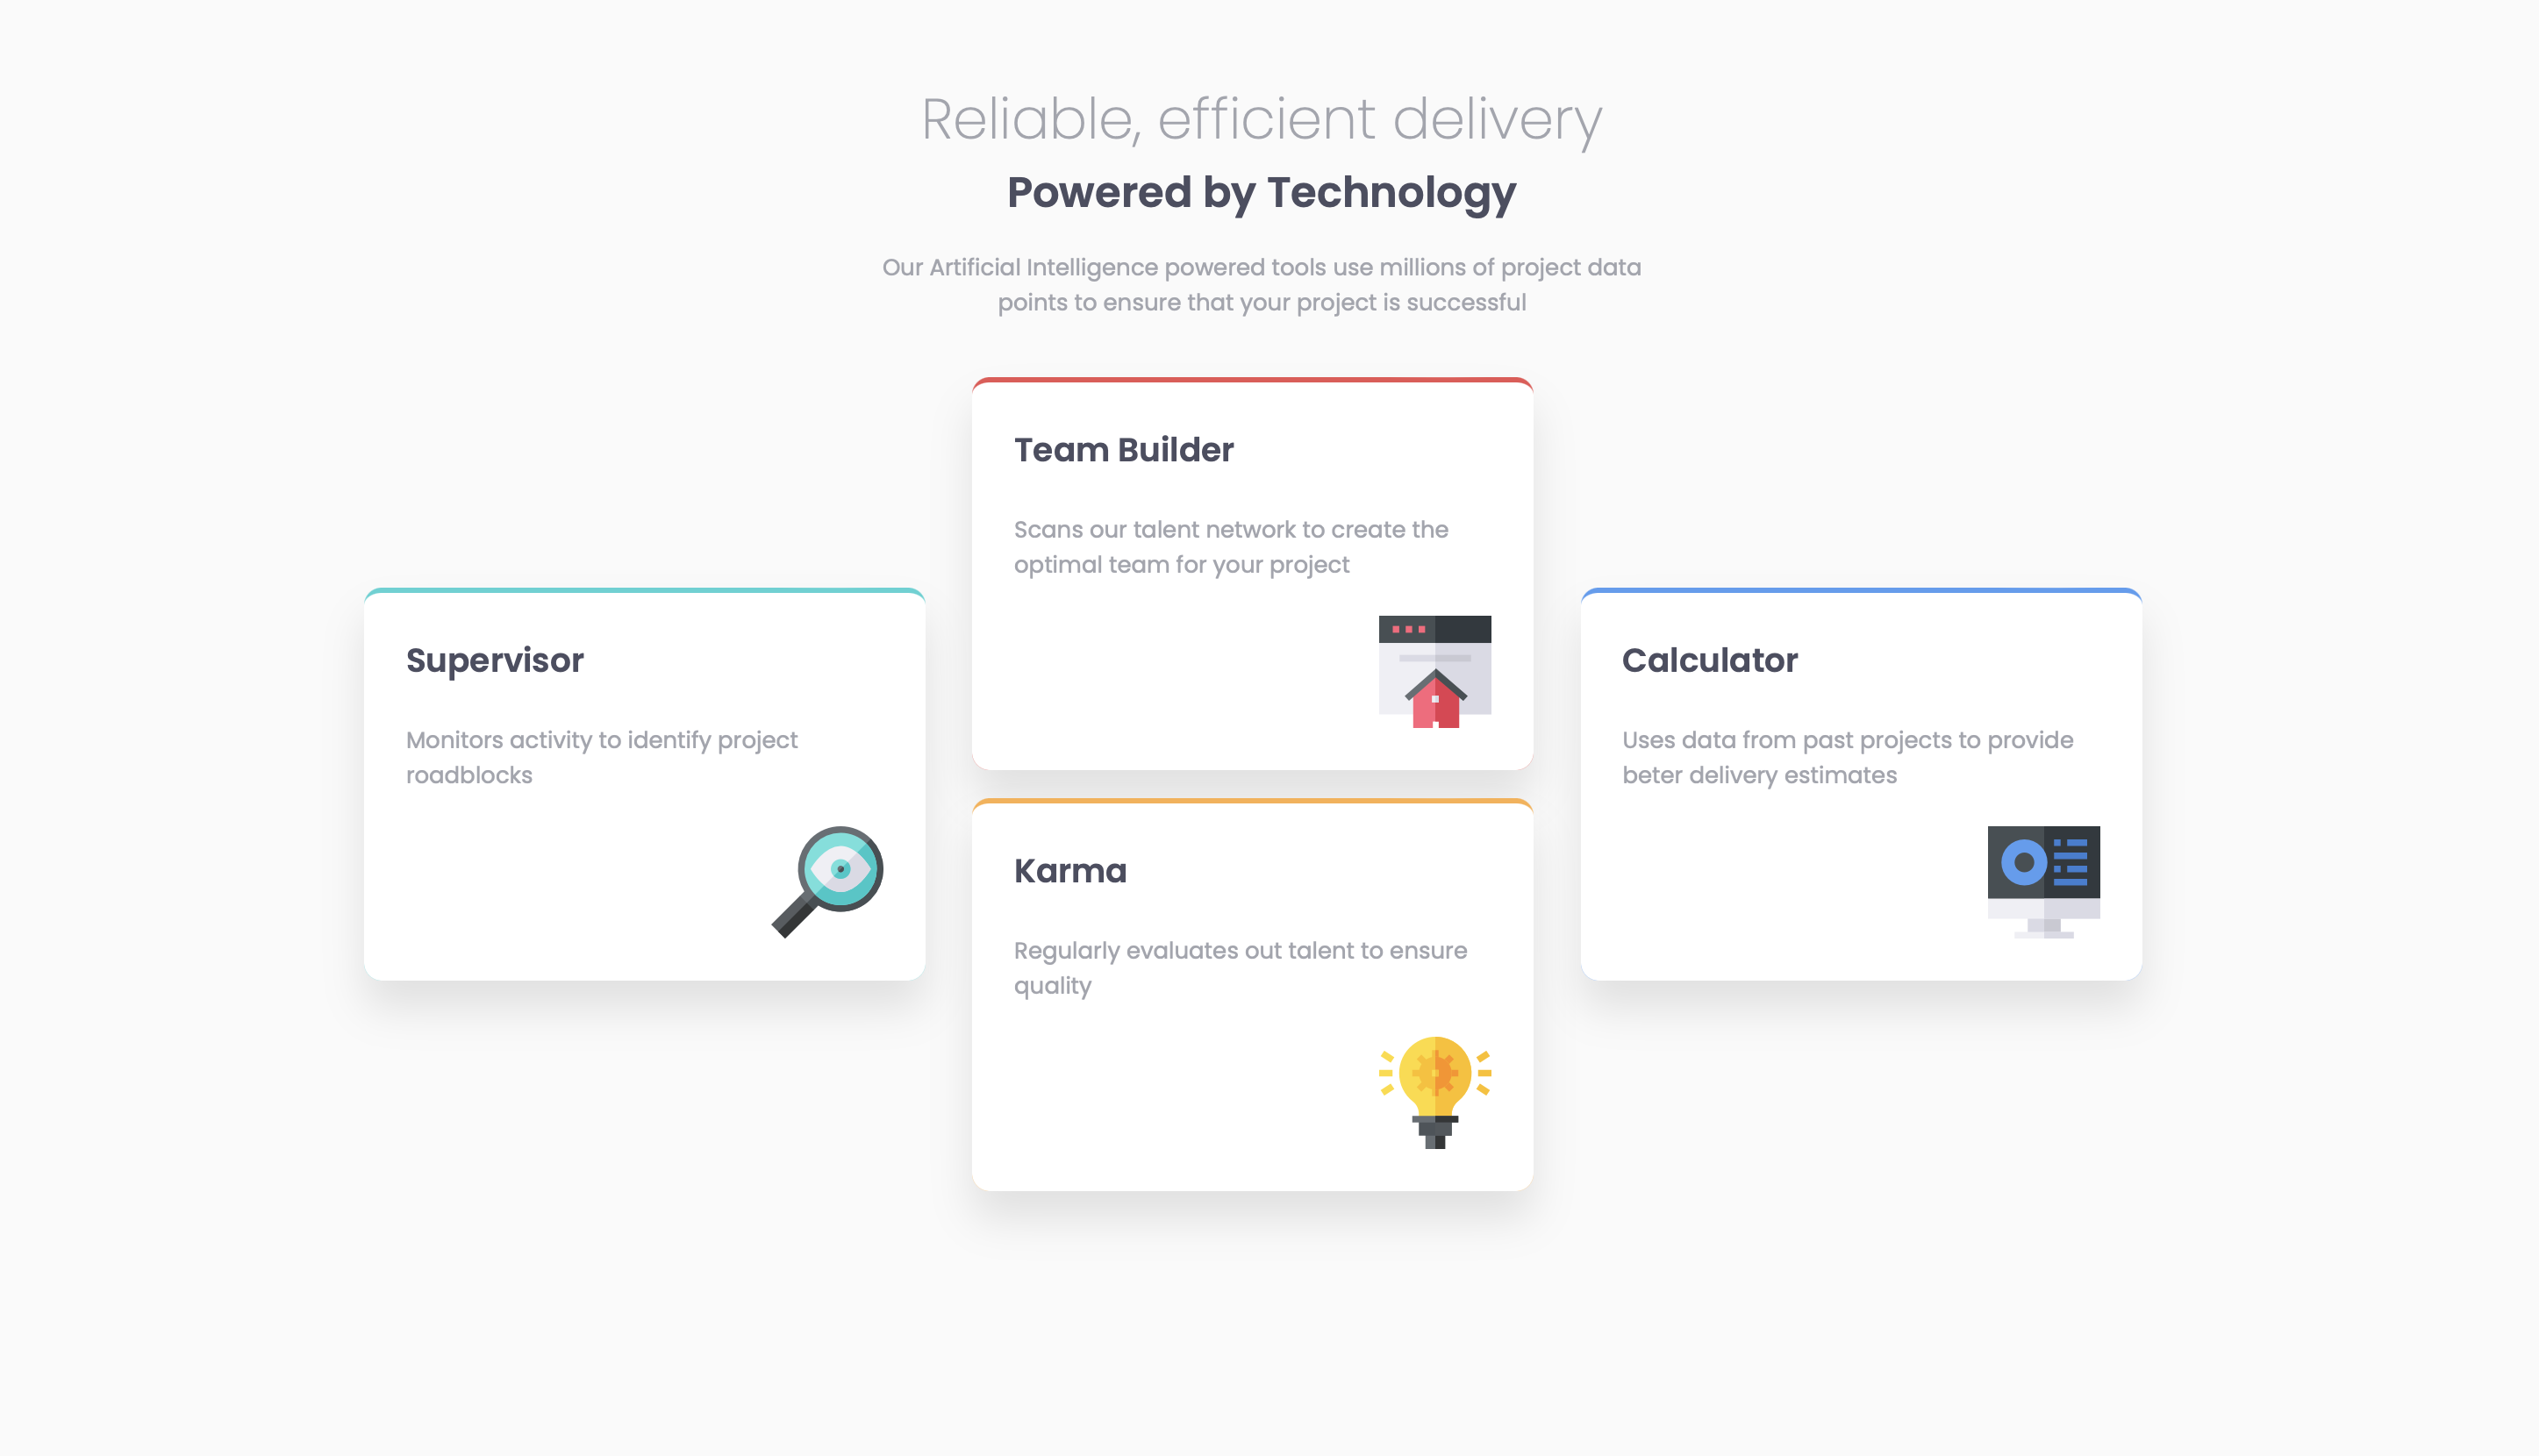 Reliable, efficient delivery
Powered by Technology
Our Artificial Intelligence powered tools use millions of project data
points to ensure that your project is successful
Supervisor
Monitors activity to identify project
roadblocks
Team Builder
Scans our talent network to create the
optimal team for your project
Karma
Regularly evaluates out talent to ensure
quality
Calculator
Uses data from past projects to provide
beter delivery estimates